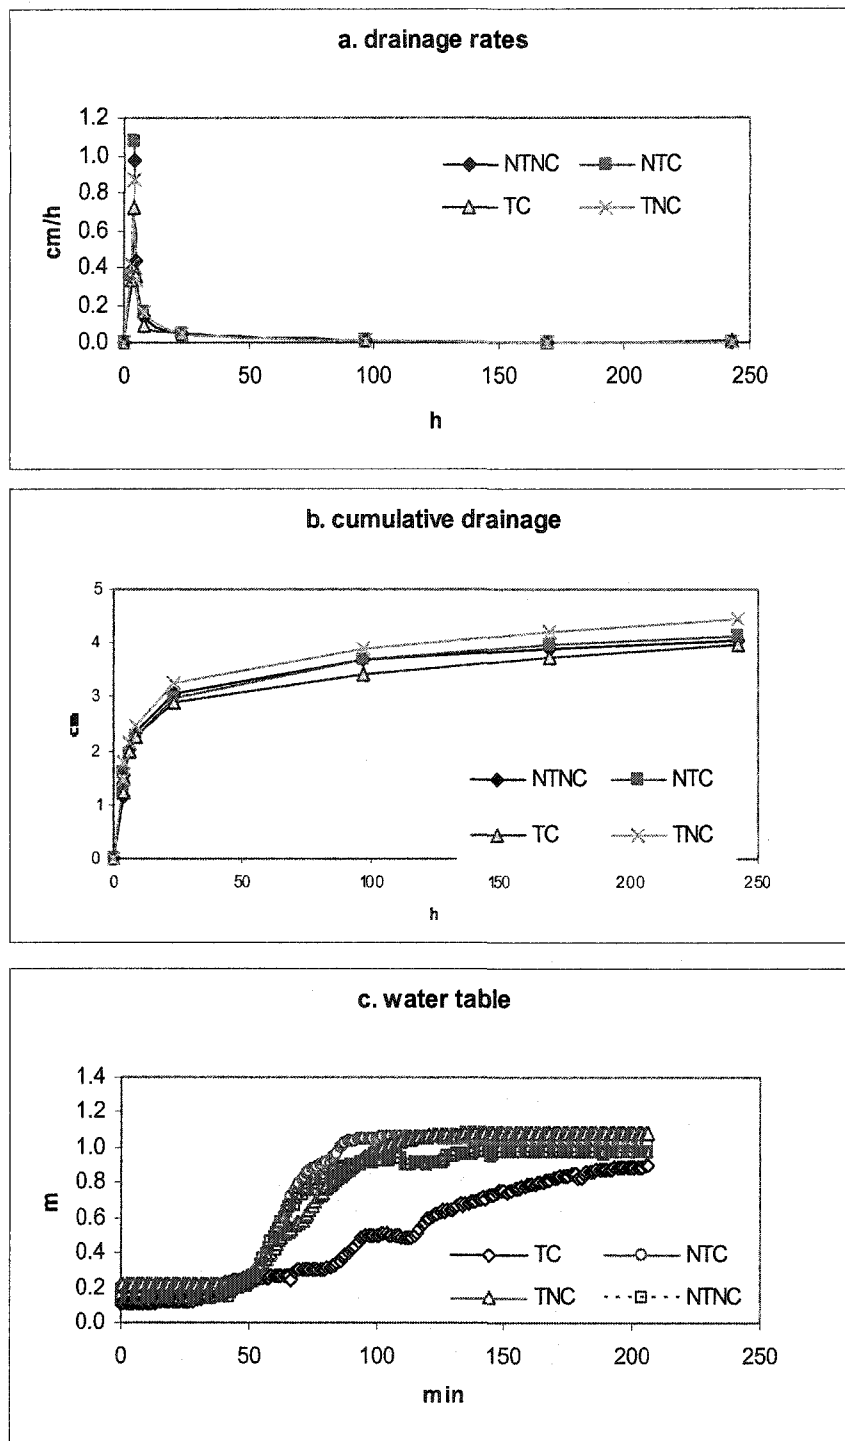 a. drainage rates
1.2
1.0
0.8
0.6
0.4
0.2
0.0
cm/h
NTNC NTC
TC TNC
0 50 100 150 200 250
h
b. cumulative drainage
5
4
3
2
1
0
cm
NTNC NTC
TC TNC
0 50 100 150 200 250
h
c. water table
1.4
1.2
1.0
0.8
0.6
0.4
0.2
0.0
m
TC NTC
TNC NTNC
0 50 100 150 200 250
min